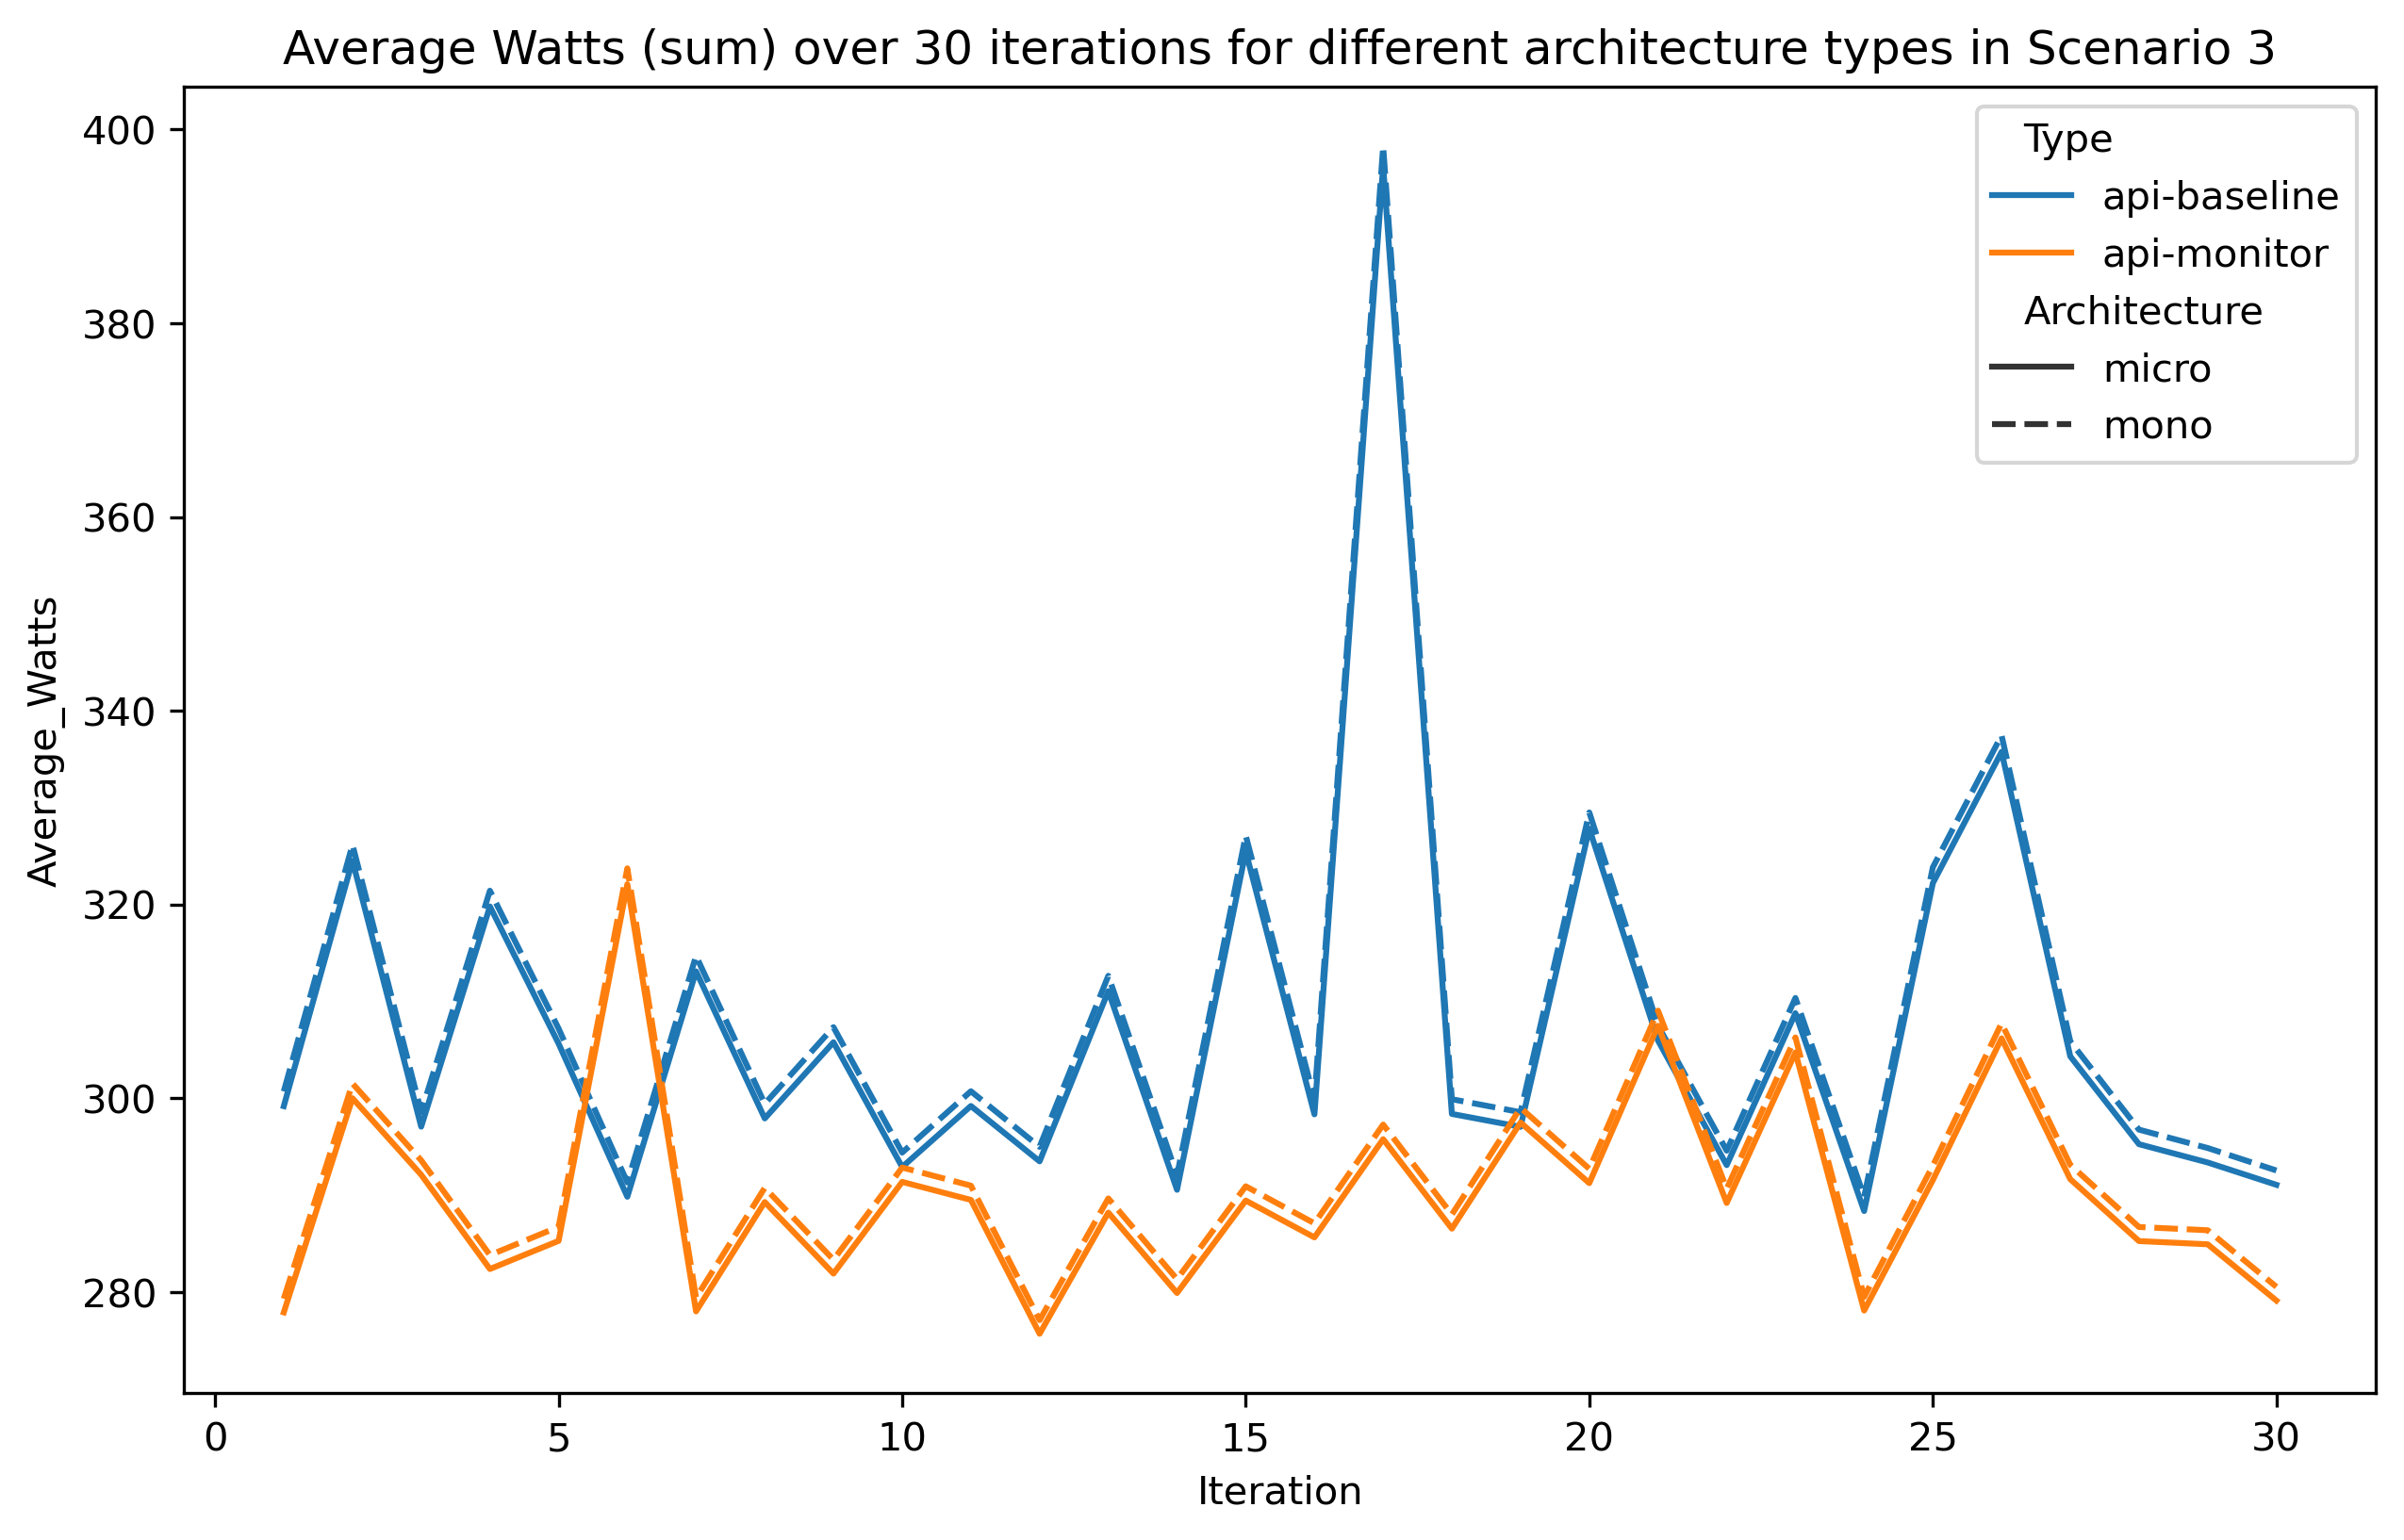 Average Watts (sum) over 30 iterations for different architecture types in Scenario 3
400
380
360
340
320
300
280
Average_Watts
Type
api-baseline
api-monitor
Architecture
micro
mono
0 5 10 15 20 25 30
Iteration